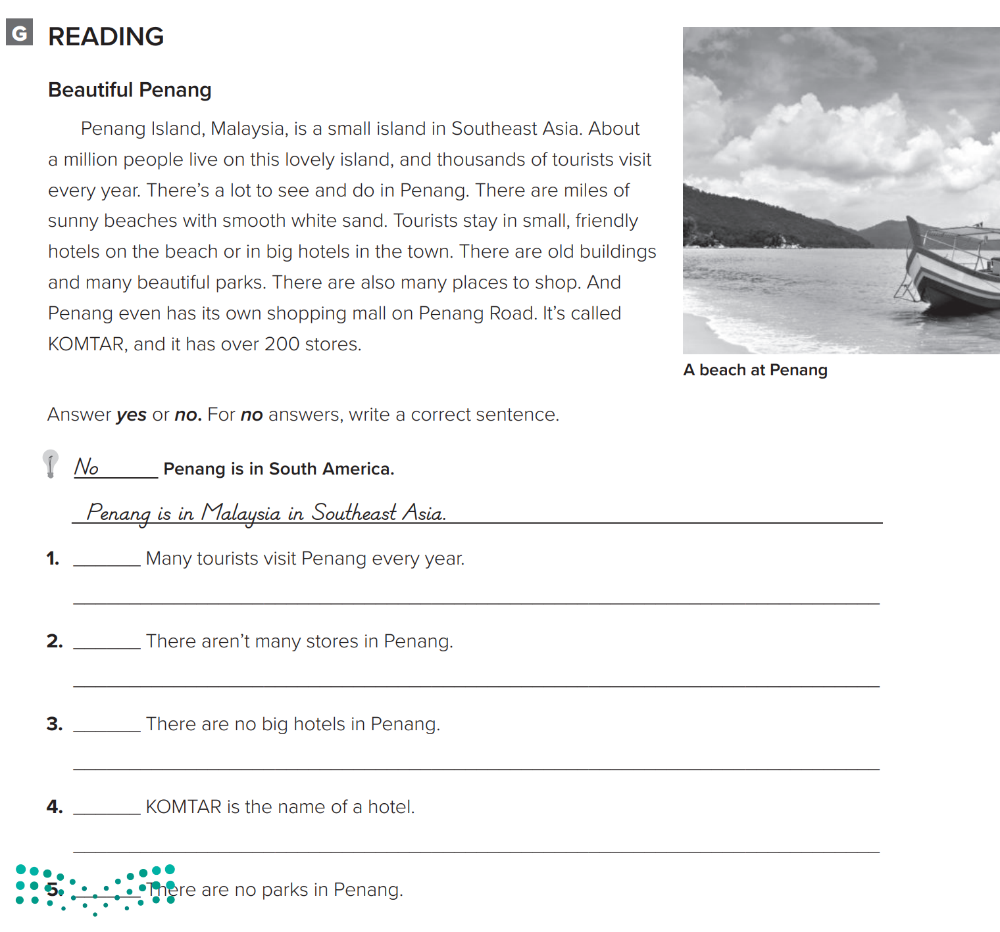 G READING
Beautiful Penang
Penang Island, Malaysia, is a small island in Southeast Asia. About
a million people live on this lovely island, and thousands of tourists visit
every year. There's a lot to see and do in Penang. There are miles of
sunny beaches with smooth white sand. Tourists stay in small, friendly
hotels on the beach or in big hotels in the town. There are old buildings
and many beautiful parks. There are also many places to shop. And
Penang even has its own shopping mall on Penang Road. It's called
KOMTAR, and it has over 200 stores.
A beach at Penang
Answer yes or no. For no answers, write a correct sentence.
No Penang is in South America.
Penang is in Malaysia in Southeast Asia.
1. Many tourists visit Penang every year.
2. There aren't many stores in Penang.
3. There are no big hotels in Penang.
4. KOMTAR is the name of a hotel.
5. There are no parks in Penang.